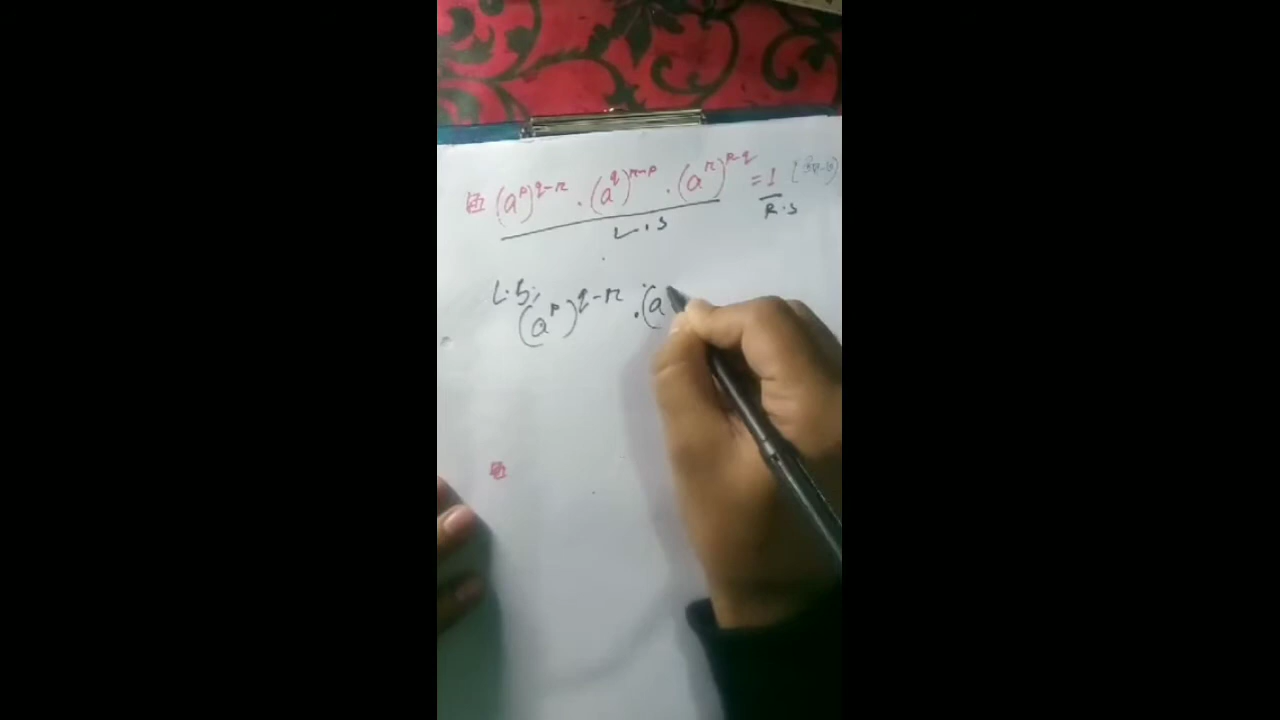 (a^p)^{q-r} . (a^q)^{r-p} . (a^r)^{p-q} = 1
L.S R.S
L.S;
(a^p)^{q-r} . (a